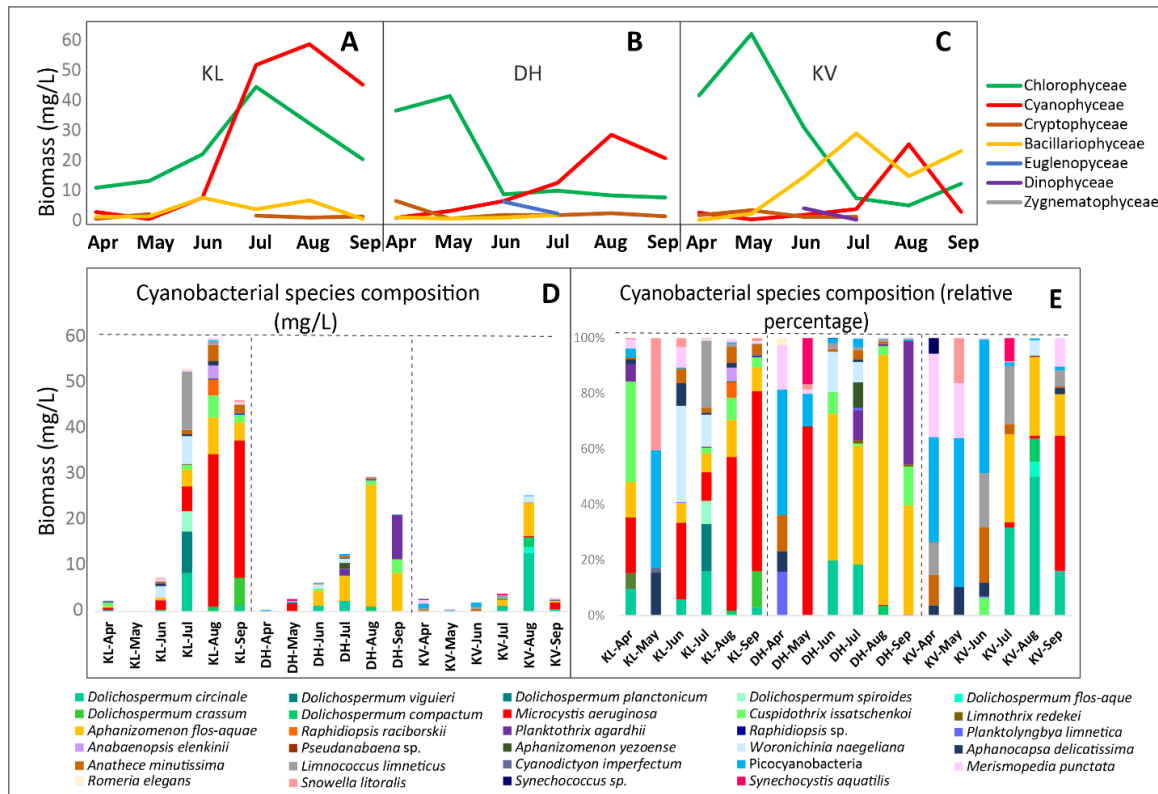 A
B
C
KL
DH
KV
Biomass (mg/L)
60
50
40
30
20
10
0
Apr May Jun Jul Aug Sep
Apr May Jun Jul Aug Sep
Apr May Jun Jul Aug Sep
Chlorophyceae
Cyanophyceae
Cryptophyceae
Bacillariophyceae
Euglenopyceae
Dinophyceae
Zygnematophyceae
D
Cyanobacterial species composition
(mg/L)
Biomass (mg/L)
60
50
40
30
20
10
0
KL-Apr
KL-May
KL-Jun
KL-Jul
KL-Aug
KL-Sep
DH-Apr
DH-May
DH-Jun
DH-Jul
DH-Aug
DH-Sep
KV-Apr
KV-May
KV-Jun
KV-Jul
KV-Aug
KV-Sep
E
Cyanobacterial species composition (relative
percentage)
100%
80%
60%
40%
20%
0%
KL-Apr
KL-May
KL-Jun
KL-Jul
KL-Aug
KL-Sep
DH-Apr
DH-May
DH-Jun
DH-Jul
DH-Aug
DH-Sep
KV-Apr
KV-May
KV-Jun
KV-Jul
KV-Aug
KV-Sep
Dolichospermum circinale Dolichospermum viguieri Dolichospermum planctonicum Dolichospermum spiroides Dolichospermum flos-aque
Dolichospermum crassum Dolichospermum compactum Microcystis aeruginosa Cuspidothrix issatschenkoi Limnothrix redekei
Aphanizomenon flos-aquae Raphidiopsis raciborskii Planktothrix agardhii Raphidiopsis sp. Planktolyngbya limnetica
Anabaenopsis elenkinii Pseudanabaena sp. Aphanizomenon yezoense Woronichinia naegeliana Aphanocapsa delicatissima
Anathece minutissima Limnococcus limneticus Cyanodictyon imperfectum Picocyanobacteria Merismopedia punctata
Romeria elegans Snowella litoralis Synechococcus sp. Synechocystis aquatilis